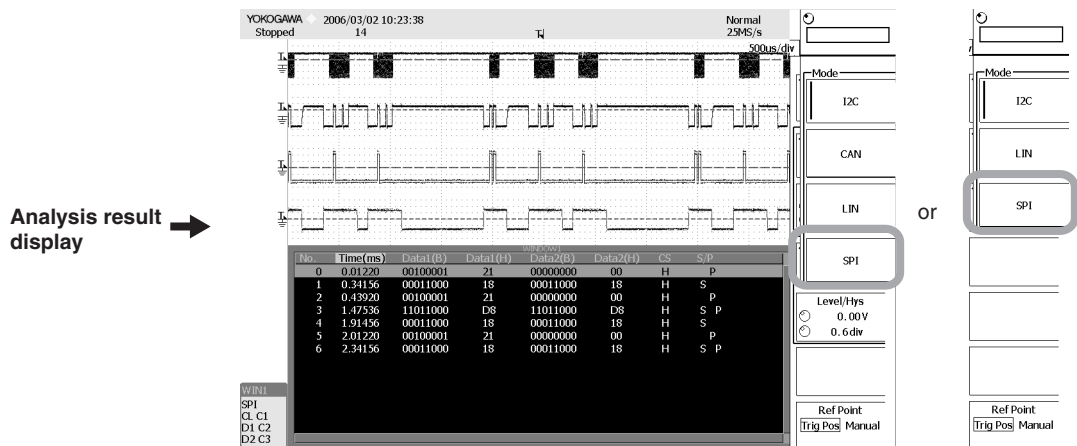 YOKOGAWA 2006/03/02 10:23:38
Stopped 14
Normal
25MS/s
500us/div
Analysis result
display
WINDOW1
No. Time(ms) Data1(B) Data1(H) Data2(B) Data2(H) CS S/P
0 0.01220 00100001 21 00000000 00 H P
1 0.34156 00011000 18 00011000 18 H S
2 0.43920 00100001 21 00000000 00 H P
3 1.47536 11011000 D8 11011000 D8 H S P
4 1.91456 00011000 18 00011000 18 H S
5 2.01220 00100001 21 00000000 00 H P
6 2.34156 00011000 18 00011000 18 H S P
WIN1
SPI
CL C1
D1 C2
D2 C3
Mode
I2C
CAN
LIN
SPI
Level/Hys
0.00V
0.6div
Ref Point
Trig Pos Manual
or
Mode
I2C
LIN
SPI
Ref Point
Trig Pos Manual